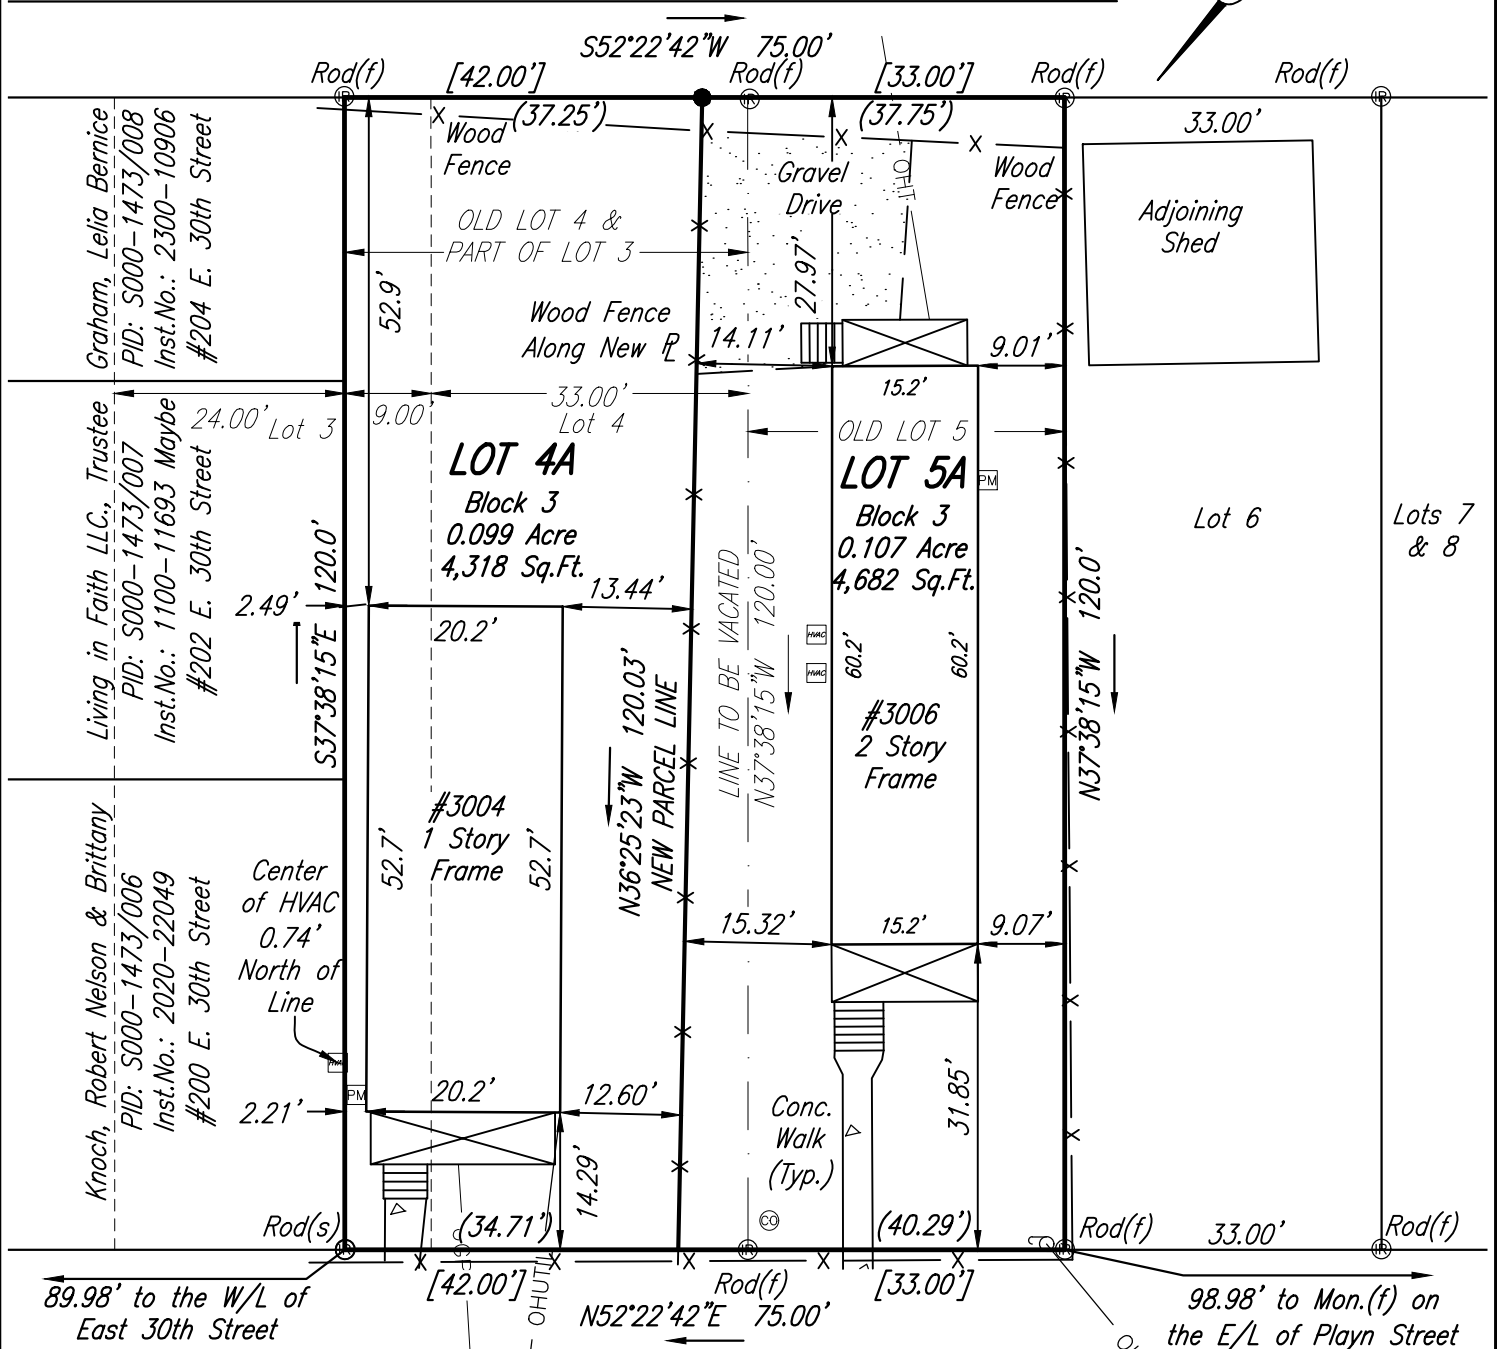 S52°22'42"W 75.00'
Rod(f)
[42.00']
Rod(f)
[33.00']
Rod(f)
Rod(f)
(37.25')
(37.75')
33.00'
Wood
Fence
Gravel
Drive
Wood
Fence
OHUTIL
Adjoining
Shed
Graham, Lelia Bernice
PID: S000-1473/008
Inst.No.: 2300-10906
#204 E. 30th Street
OLD LOT 4 &
PART OF LOT 3
52.9'
27.97'
Wood Fence
Along New PL
14.11'
9.01'
15.2'
24.00' Lot 3
9.00'
33.00'
Lot 4
OLD LOT 5
LOT 4A
Block 3
0.099 Acre
4,318 Sq.Ft.
LOT 5A
Block 3
0.107 Acre
4,682 Sq.Ft.
PM
Lot 6
Lots 7
& 8
Living in Faith LLC., Trustee
PID: S000-1473/007
Inst.No.: 1100-11693 Maybe
#202 E. 30th Street
S37°38'15"E 120.0'
2.49'
13.44'
20.2'
N36°25'23"W 120.03'
NEW PARCEL LINE
LINE TO BE VACATED
N37°38'15"W 120.00'
HVAC
HVAC
60.2'
60.2'
N37°38'15"W 120.0'
#3006
2 Story
Frame
#3004
1 Story
Frame
52.7'
52.7'
Knoch, Robert Nelson & Brittany
PID: S000-1473/006
Inst.No.: 2020-22049
#200 E. 30th Street
Center
of HVAC
0.74'
North of
Line
15.32'
15.2'
9.07'
HVAC
PM
2.21'
20.2'
12.60'
14.29'
Conc.
Walk
(Typ.)
31.85'
CO
Rod(s)
(34.71')
(40.29')
Rod(f)
33.00'
Rod(f)
[42.00']
OHUTIL
Rod(f)
[33.00']
89.98' to the W/L of
East 30th Street
N52°22'42"E 75.00'
98.98' to Mon.(f) on
the E/L of Playn Street